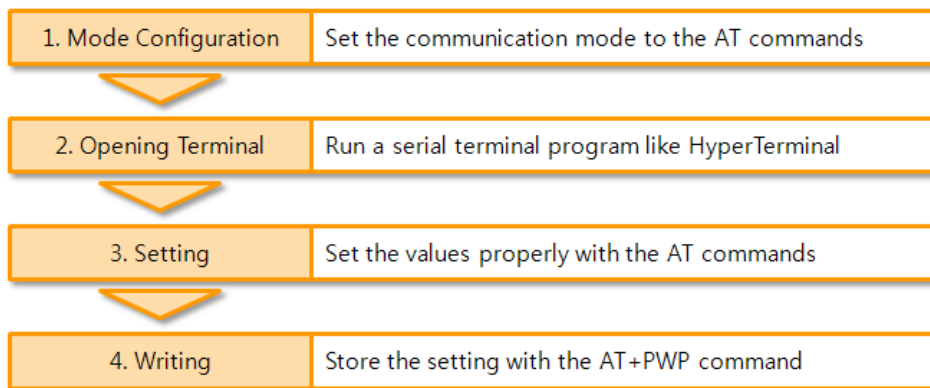 1. Mode Configuration Set the communication mode to the AT commands
2. Opening Terminal Run a serial terminal program like HyperTerminal
3. Setting Set the values properly with the AT commands
4. Writing Store the setting with the AT+PWP command